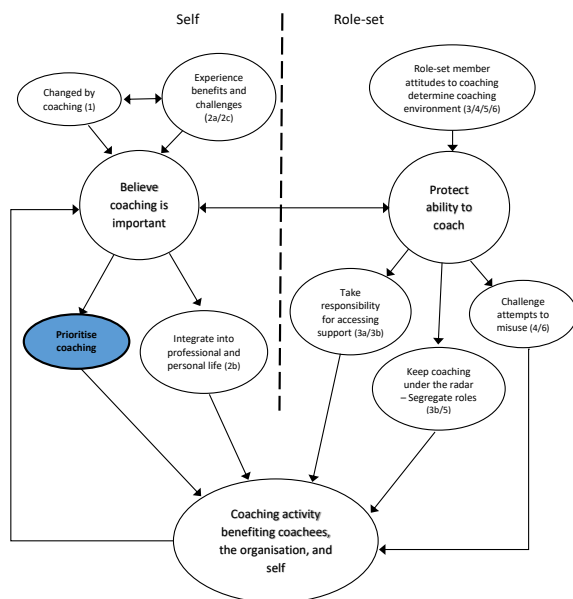 Self
Role-set
Changed by
coaching (1)
Experience
benefits and
challenges
(2a/2c)
Role-set member
attitudes to coaching
determine coaching
environment (3/4/5/6)
Believe
coaching is
important
Protect
ability to
coach
Prioritise
coaching
Integrate into
professional and
personal life (2b)
Take
responsibility
for accessing
support (3a/3b)
Challenge
attempts to
misuse (4/6)
Keep coaching
under the radar
– Segregate roles
(3b/5)
Coaching activity
benefiting coachees,
the organisation, and
self